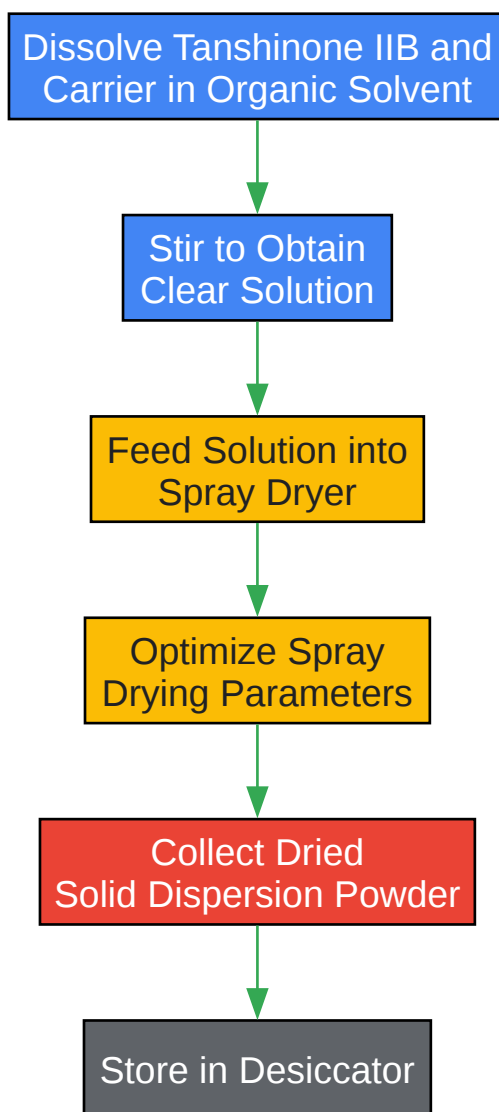 Dissolve Tanshinone IIB and
Carrier in Organic Solvent
Stir to Obtain
Clear Solution
Feed Solution into
Spray Dryer
Optimize Spray
Drying Parameters
Collect Dried
Solid Dispersion Powder
Store in Desiccator